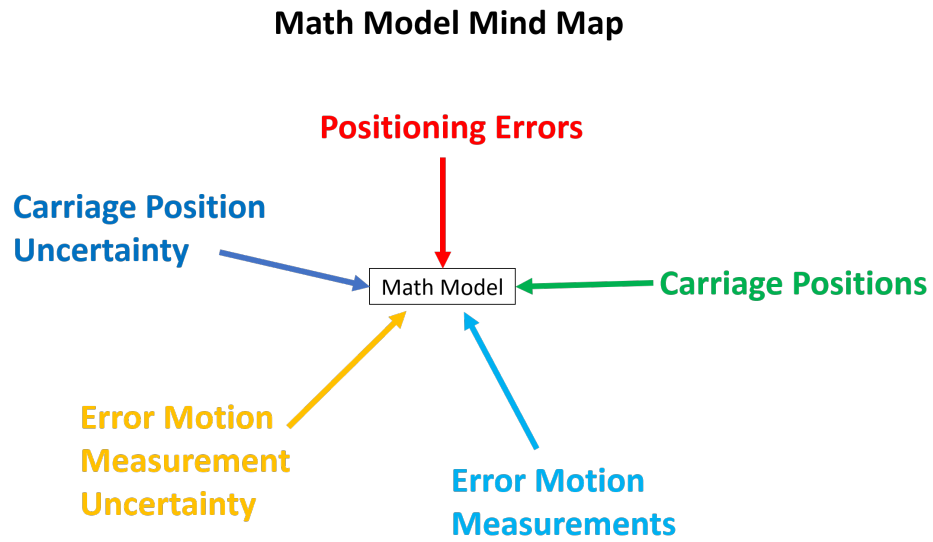 Math Model Mind Map
Positioning Errors
Carriage Position
Uncertainty
Math Model
Carriage Positions
Error Motion
Measurement
Uncertainty
Error Motion
Measurements